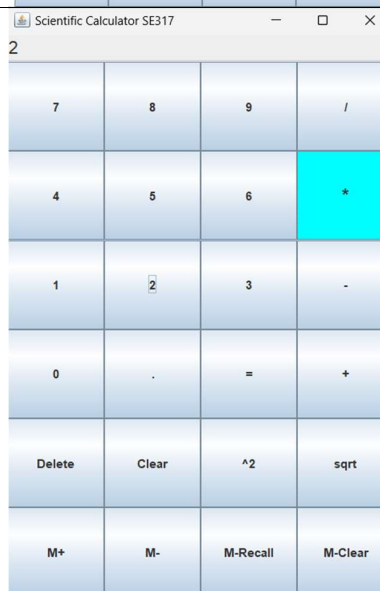 Scientific Calculator SE317
2
7 8 9 /
4 5 6 *
1 2 3 -
0 . = +
Delete Clear ^2 sqrt
M+ M- M-Recall M-Clear